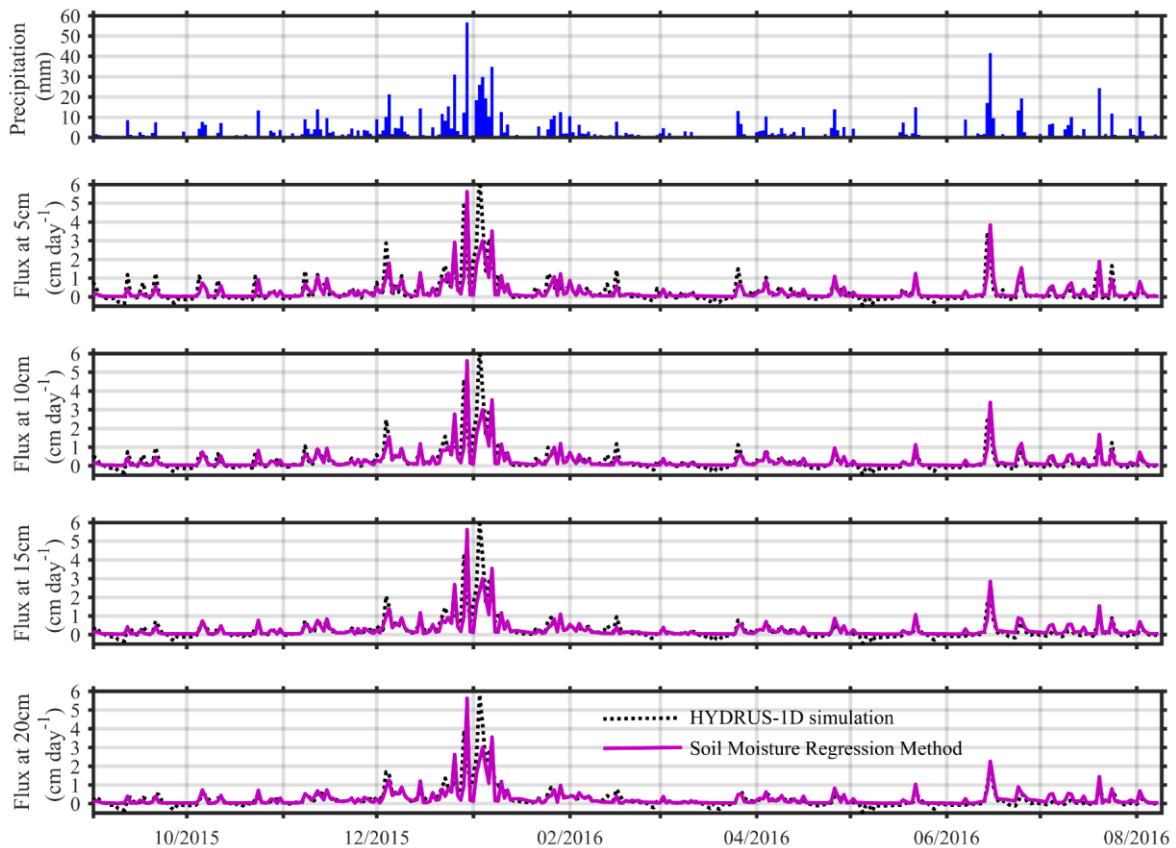 Precipitation
(mm)
60
50
40
30
20
10
0
Flux at 5cm
(cm day⁻¹)
6
5
4
3
2
1
0
Flux at 10cm
(cm day⁻¹)
6
5
4
3
2
1
0
Flux at 15cm
(cm day⁻¹)
6
5
4
3
2
1
0
Flux at 20cm
(cm day⁻¹)
6
5
4
3
2
1
0
HYDRUS-1D simulation
Soil Moisture Regression Method
10/2015 12/2015 02/2016 04/2016 06/2016 08/2016